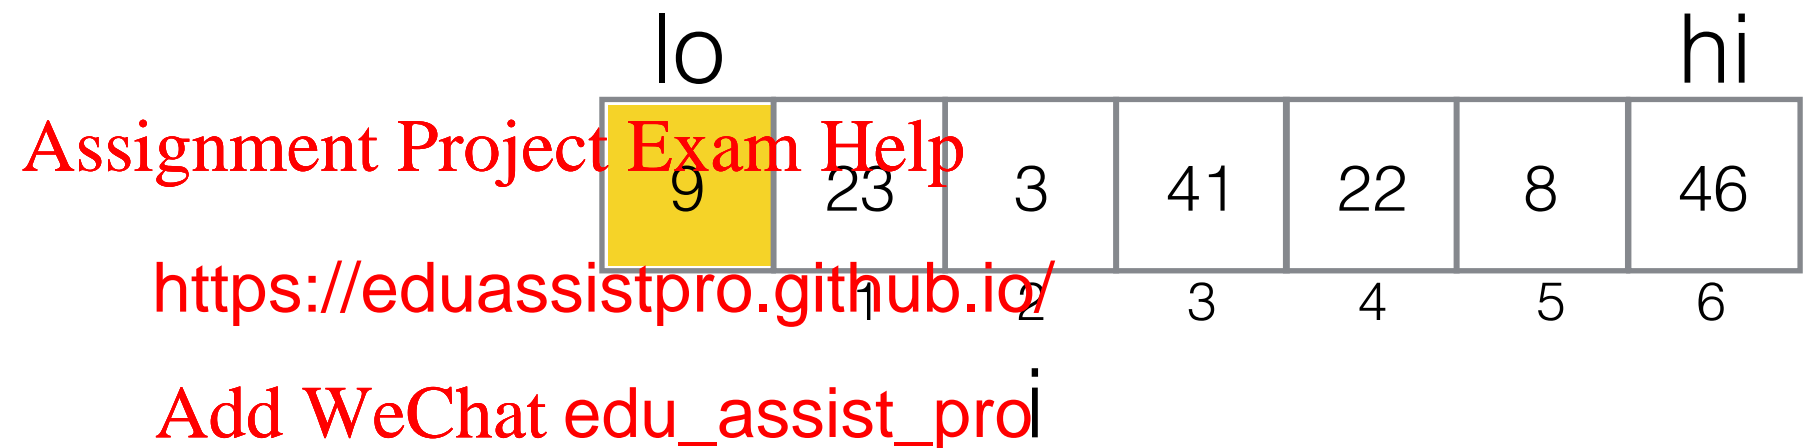 lo hi
Assignment Project Exam Help
9 23 3 41 22 8 46
https://eduassistpro.github.io/
1 2 3 4 5 6
i
Add WeChat edu_assist_pro